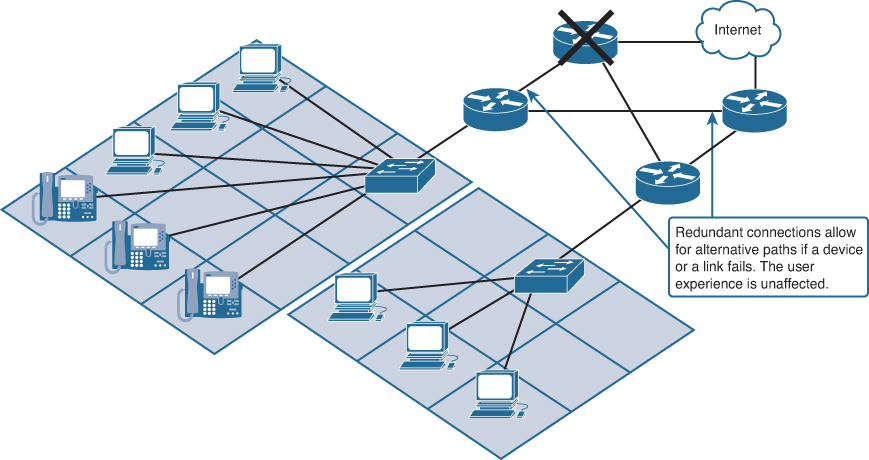 Internet
Redundant connections allow
for alternative paths if a device
or a link fails. The user
experience is unaffected.